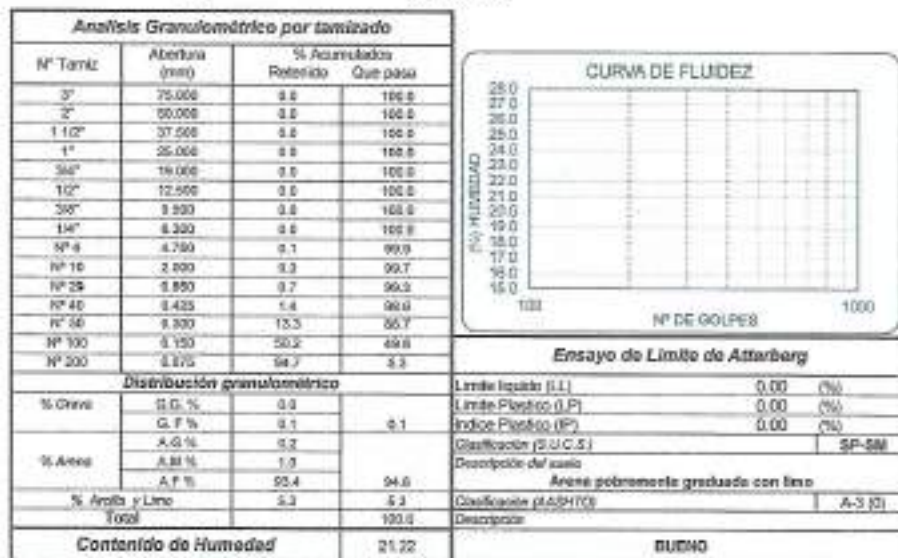 Analisis Granulométrico por tamizado
Nº Tamiz Abertura (mm) % Acumulados
Retenido Que pasa
3" 75.000 0.0 100.0
2" 50.000 0.0 100.0
1 1/2" 37.500 0.0 100.0
1" 25.000 0.0 100.0
3/4" 19.000 0.0 100.0
1/2" 12.500 0.0 100.0
3/8" 9.500 0.0 100.0
1/4" 6.300 0.0 100.0
Nº 4 0.1 99.9
Nº 10 2.000 0.3 99.7
Nº 20 0.7 99.3
Nº 40 0.425 1.4 98.6
Nº 50 0.300 13.3 86.7
Nº 100 0.150 50.2 49.8
Nº 200 0.075 94.7 5.3
Distribución granulométrico
% Grava G.G. % 0.0
G. F % 0.1 0.1
% Arena A.G % 0.2
A.M % 1.0
A.F % 93.4 94.6
% Arcilla y Limo 5.3 5.3
Total 100.0
Contenido de Humedad 21.22
CURVA DE FLUIDEZ
(%) HUMEDAD
28.0
27.0
26.0
25.0
24.0
23.0
22.0
21.0
20.0
19.0
18.0
17.0
16.0
15.0
100 1000
Nº DE GOLPES
Ensayo de Limite de Atterberg
Limite liquido (LL) 0.00 (%)
Limite Plastico (LP) 0.00 (%)
Indice Plastico (IP) 0.00 (%)
Clasificación (S.U.C.S.) SP-SM
Descripción del suelo
Arena pobremente graduada con limo
Clasificación (AASHTO) A-3 (0)
Descripción
BUENO